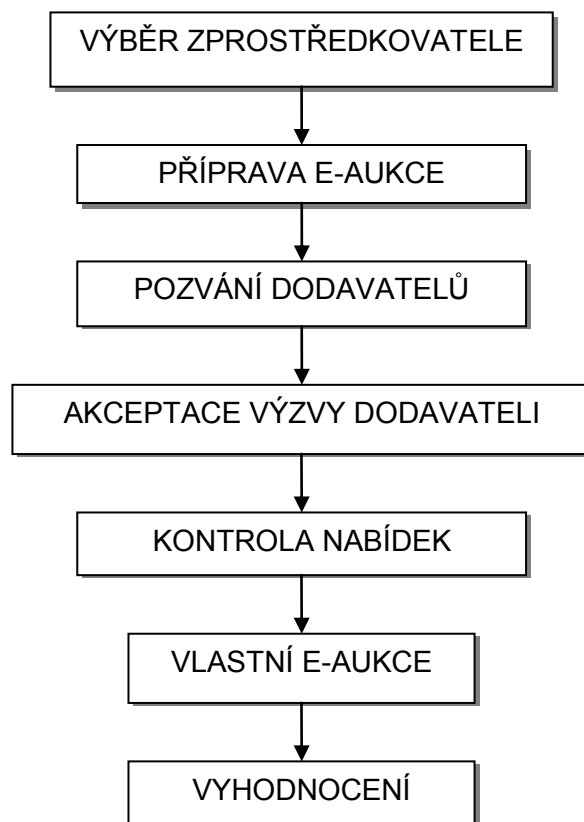 VÝBĚR ZPROSTŘEDKOVATELE
PŘÍPRAVA E-AUKCE
POZVÁNÍ DODAVATELŮ
AKCEPTACE VÝZVY DODAVATELI
KONTROLA NABÍDEK
VLASTNÍ E-AUKCE
VYHODNOCENÍ